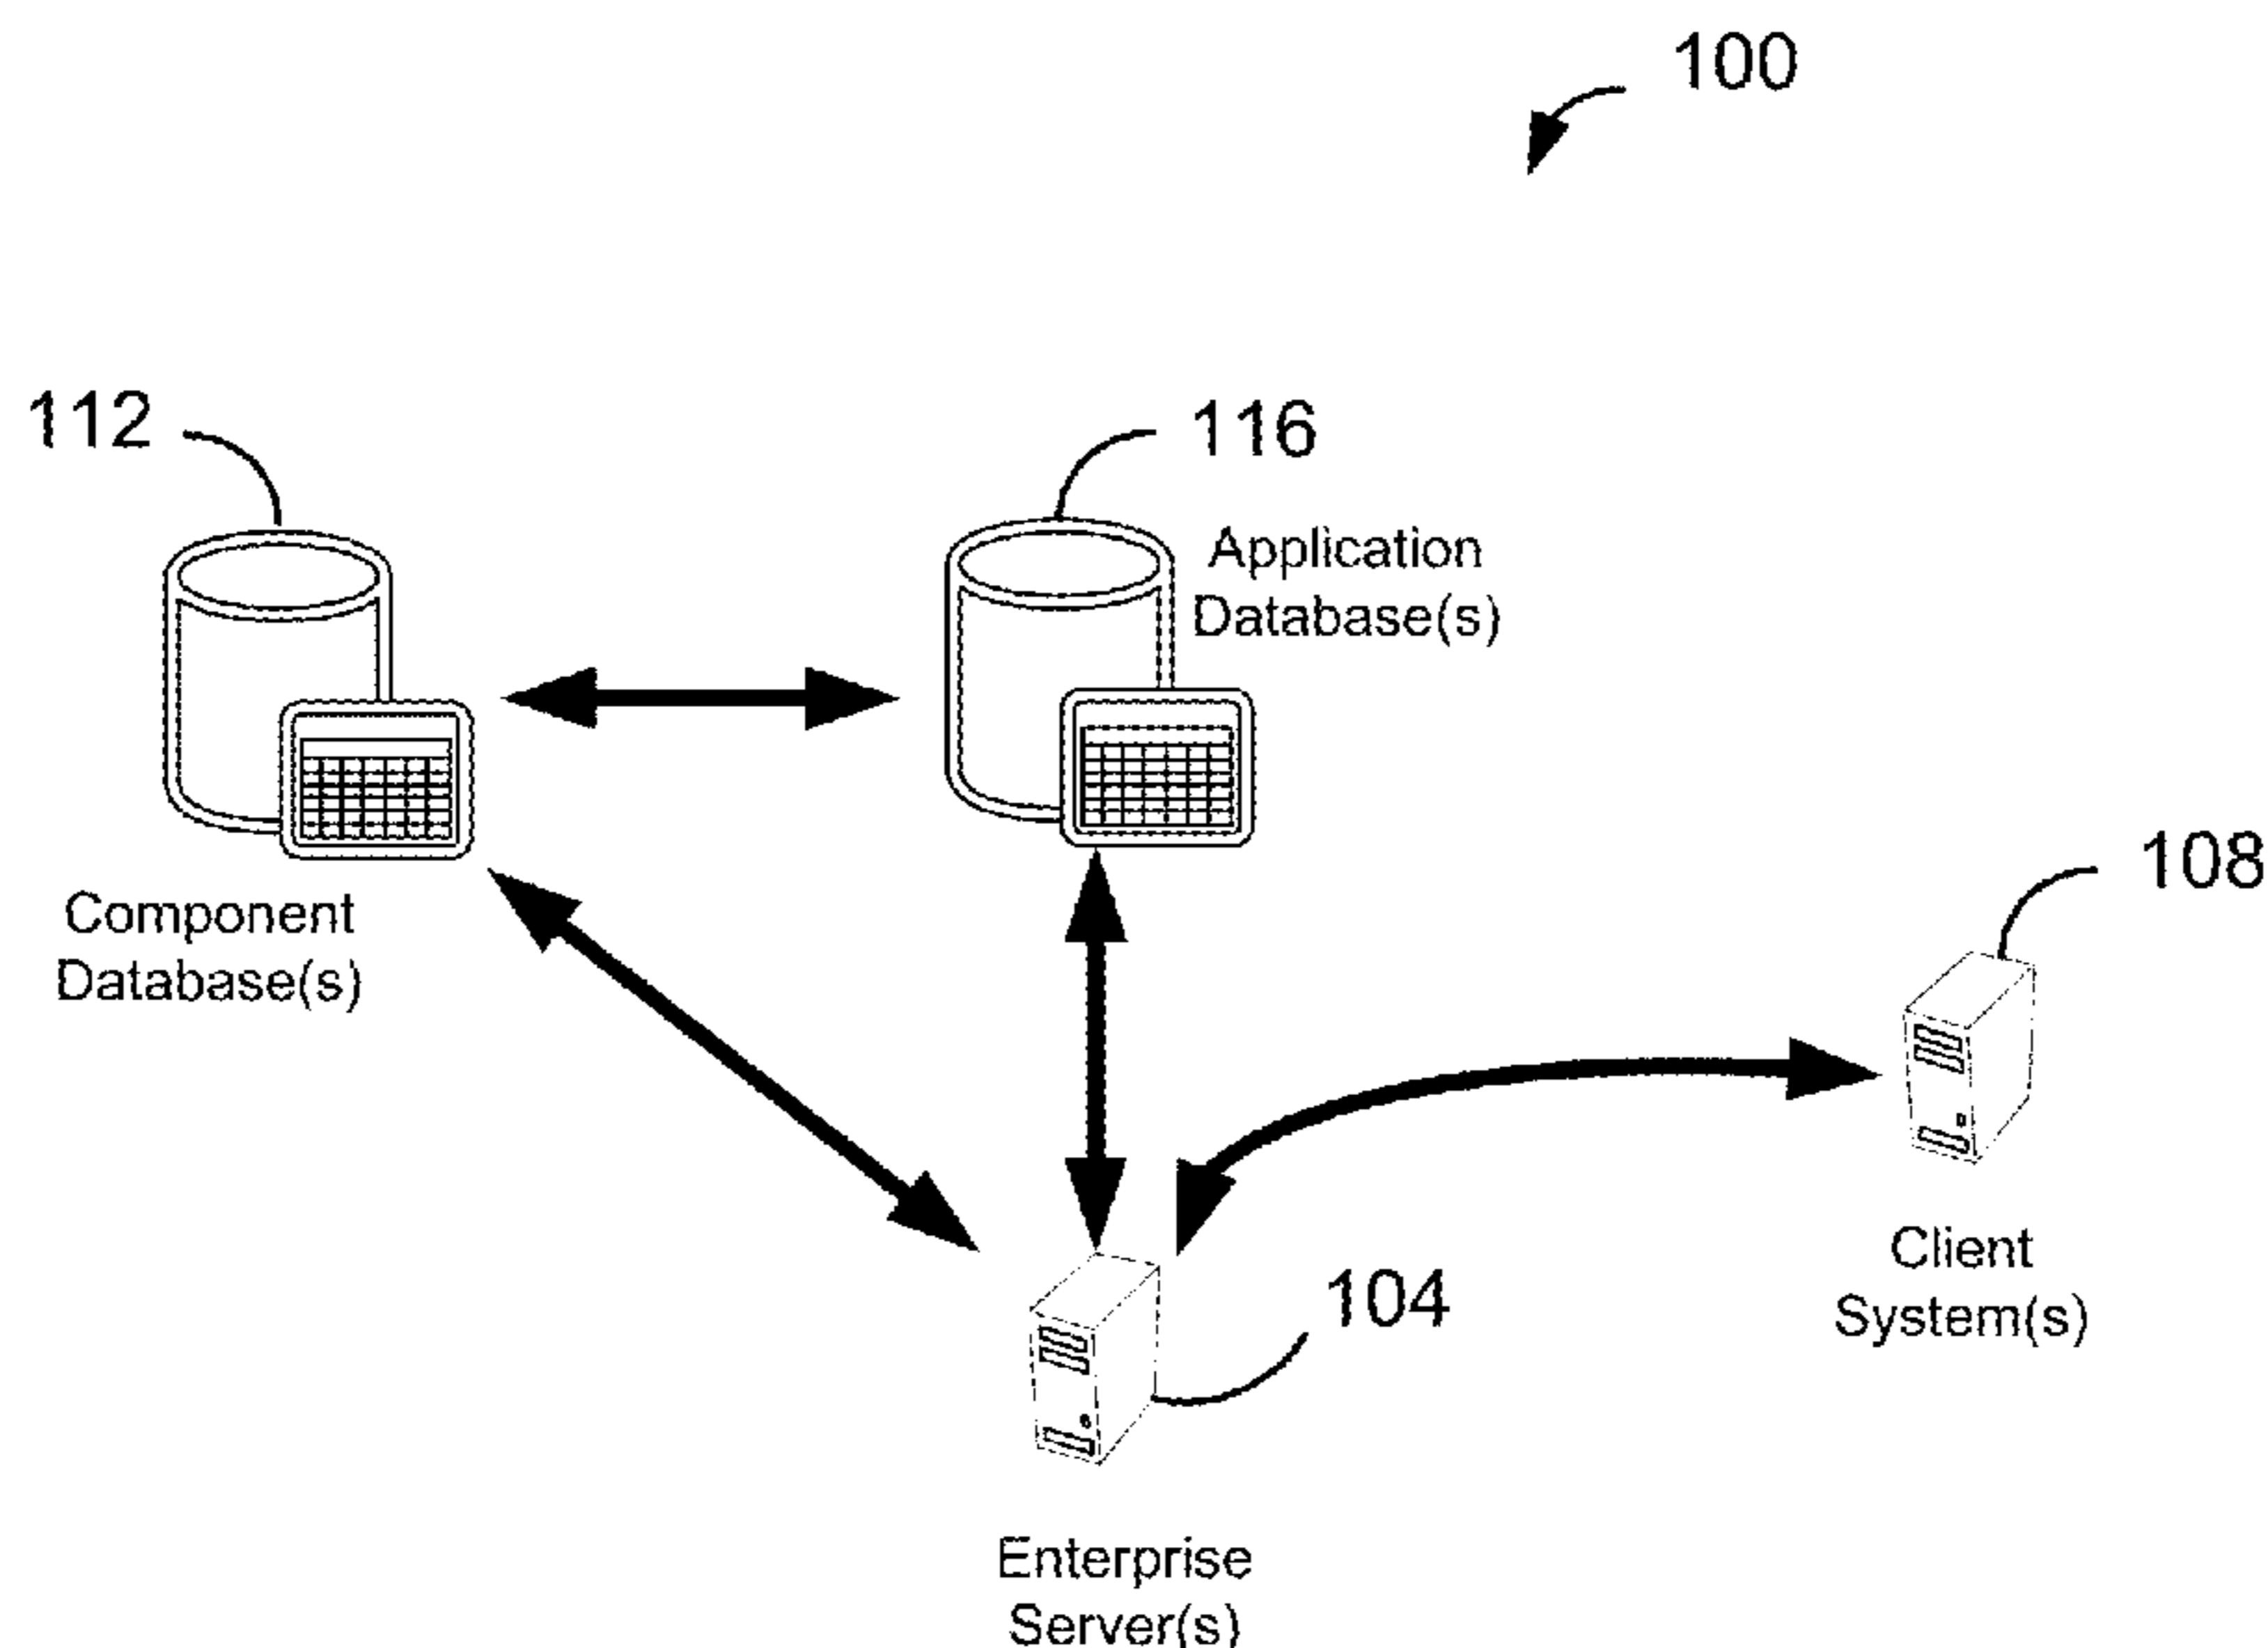 100
112
116
Application
Database(s)
108
Component
Database(s)
Client
System(s)
104
Enterprise
Server(s)